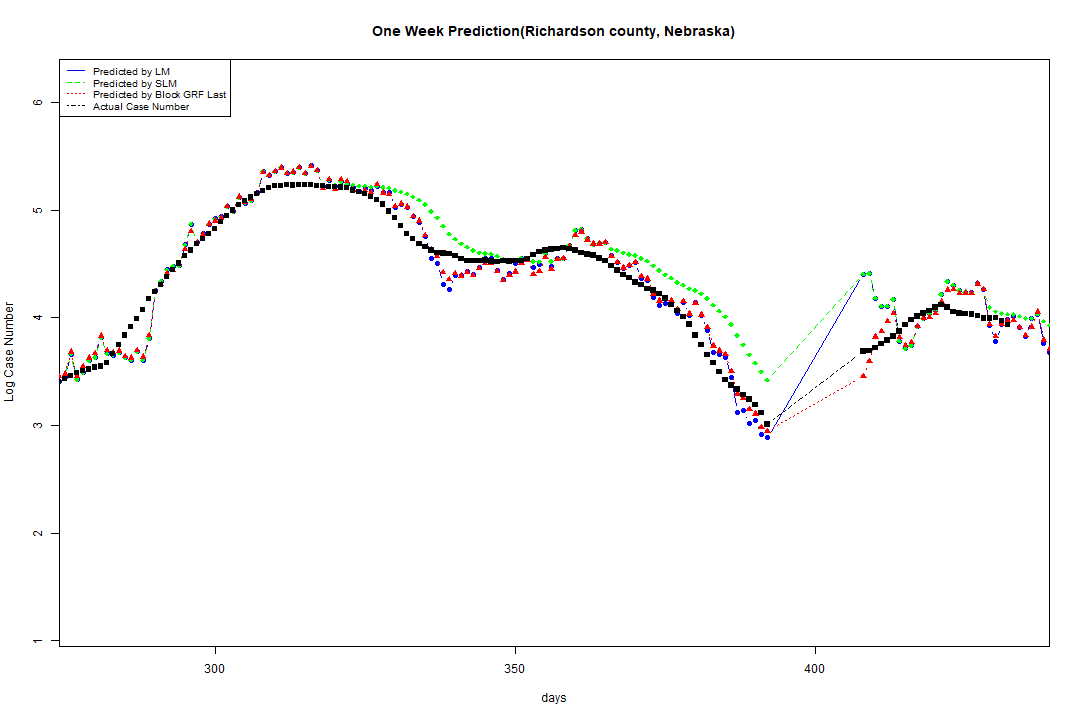 One Week Prediction(Richardson county, Nebraska)
Predicted by LM
Predicted by SLM
Predicted by Block GRF Last
Actual Case Number
6
5
4
3
2
1
Log Case Number
300
350
400
days